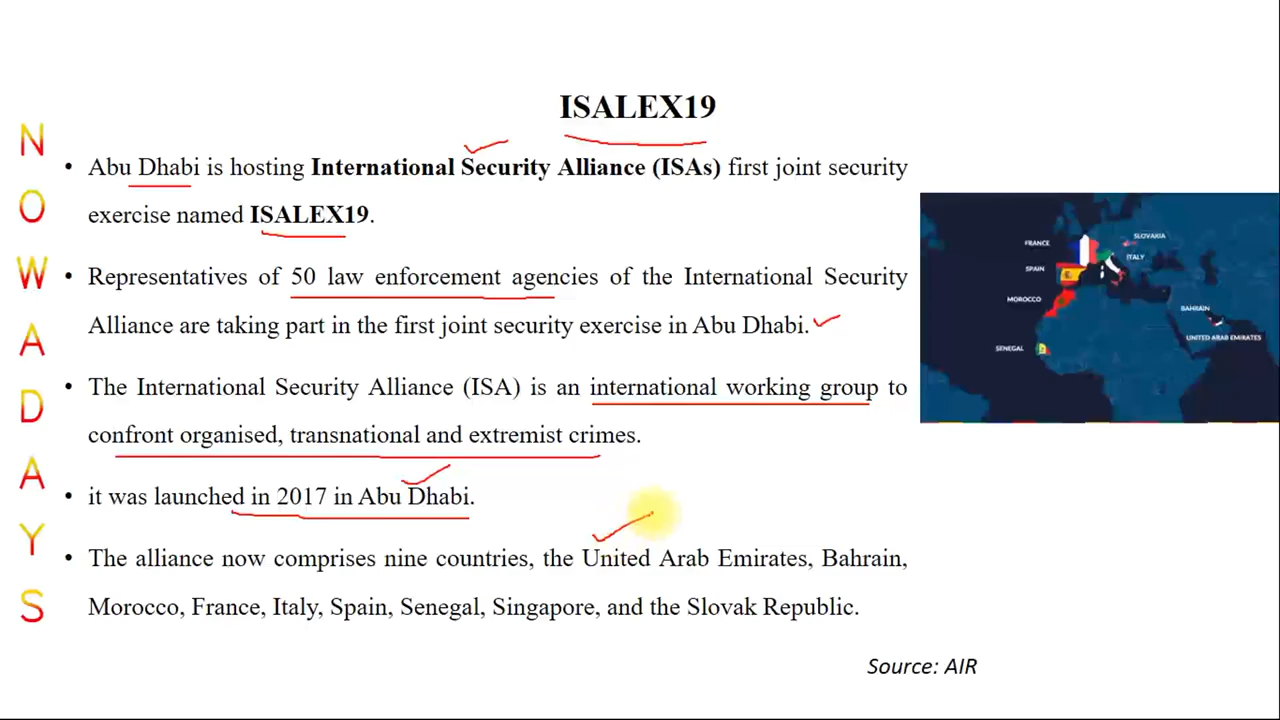 ISALEX19
NOWADAYS
• Abu Dhabi is hosting International Security Alliance (ISAs) first joint security
exercise named ISALEX19.
• Representatives of 50 law enforcement agencies of the International Security
Alliance are taking part in the first joint security exercise in Abu Dhabi.
• The International Security Alliance (ISA) is an international working group to
confront organised, transnational and extremist crimes.
• it was launched in 2017 in Abu Dhabi.
• The alliance now comprises nine countries, the United Arab Emirates, Bahrain,
Morocco, France, Italy, Spain, Senegal, Singapore, and the Slovak Republic.
FRANCE
SLOVAKIA
ITALY
SPAIN
MOROCCO
BAHRAIN
UNITED ARAB EMIRATES
SENEGAL
Source: AIR